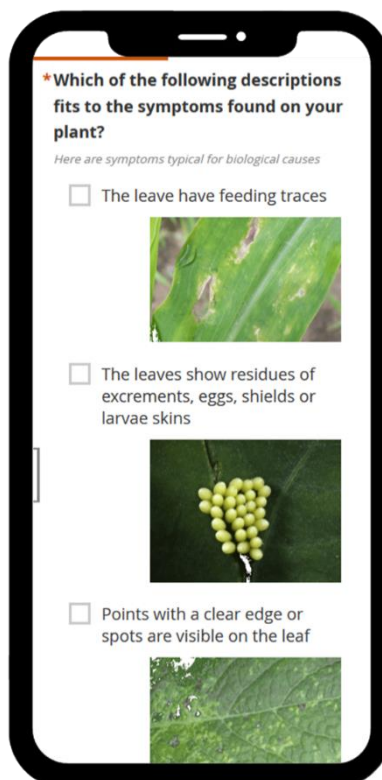 *Which of the following descriptions
fits to the symptoms found on your
plant?
Here are symptoms typical for biological causes
The leave have feeding traces
The leaves show residues of
excrements, eggs, shields or
larvae skins
Points with a clear edge or
spots are visible on the leaf